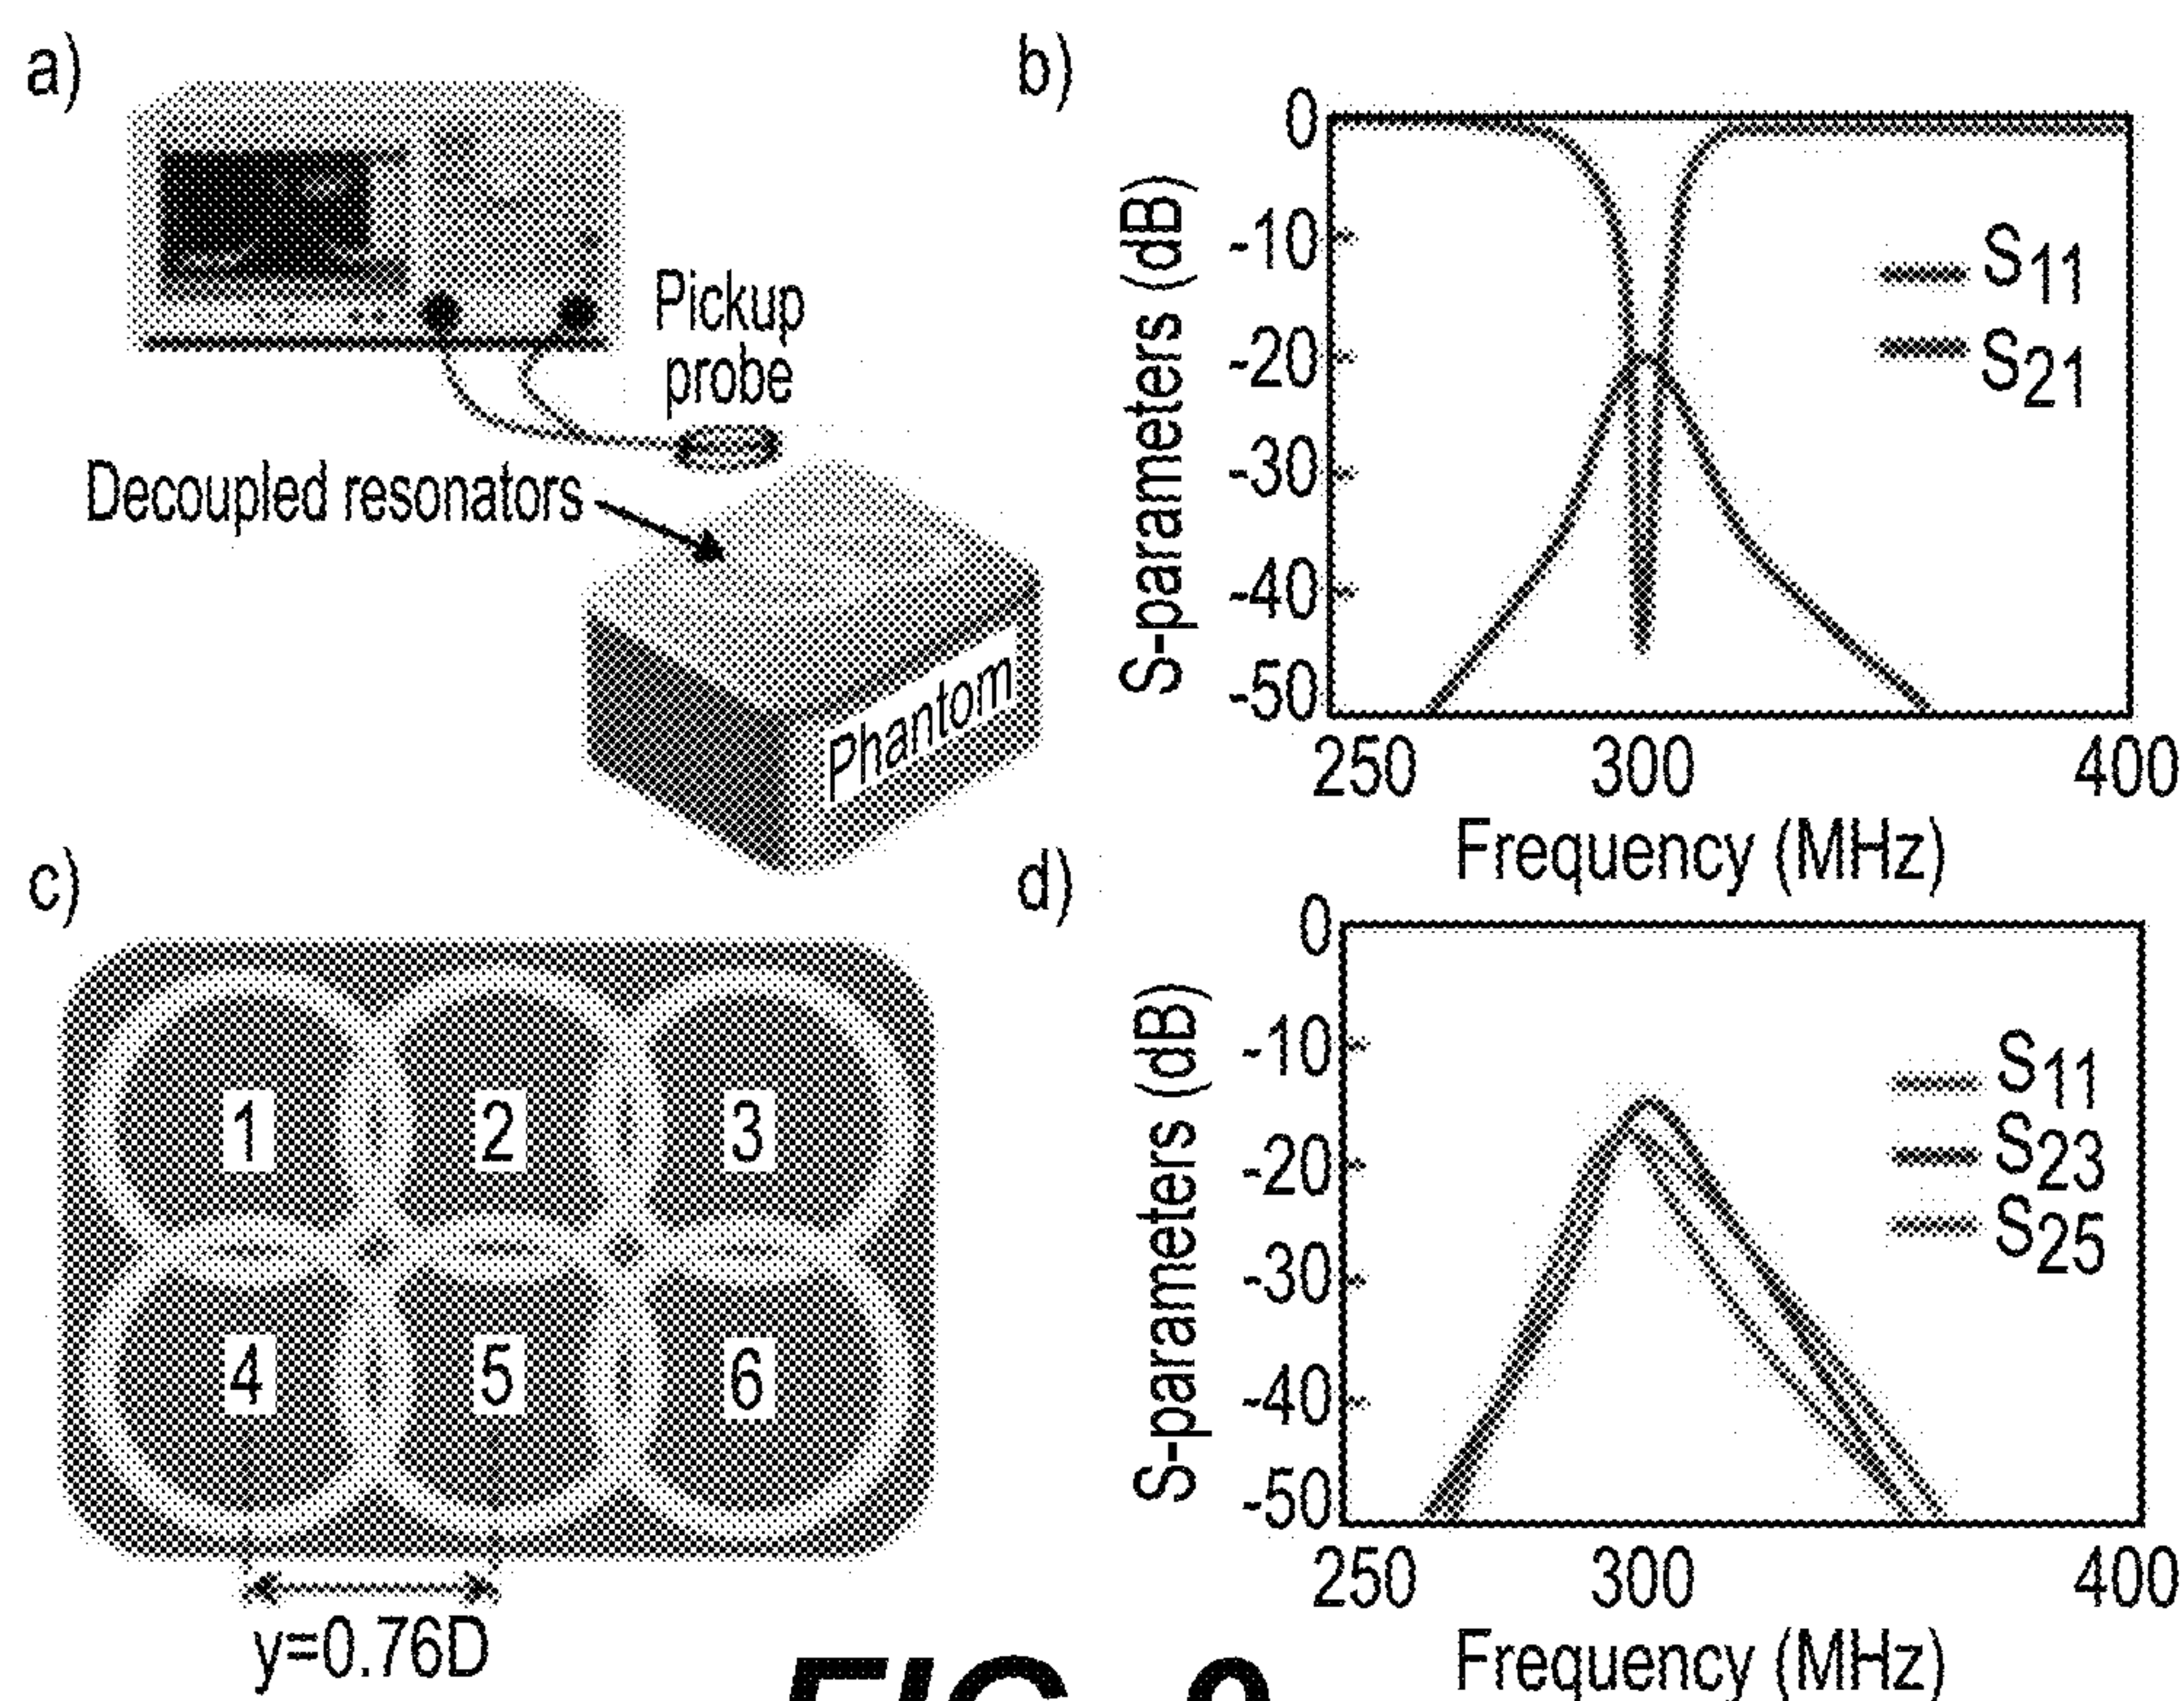 a)
Pickup
probe
Decoupled resonators
Phantom
b)
S-parameters (dB)
0
-10
-20
-30
-40
-50
S11
S21
250 300 400
Frequency (MHz)
c)
1 2 3
4 5 6
y=0.76D
d)
S-parameters (dB)
0
-10
-20
-30
-40
-50
S11
S23
S25
250 300 400
Frequency (MHz)